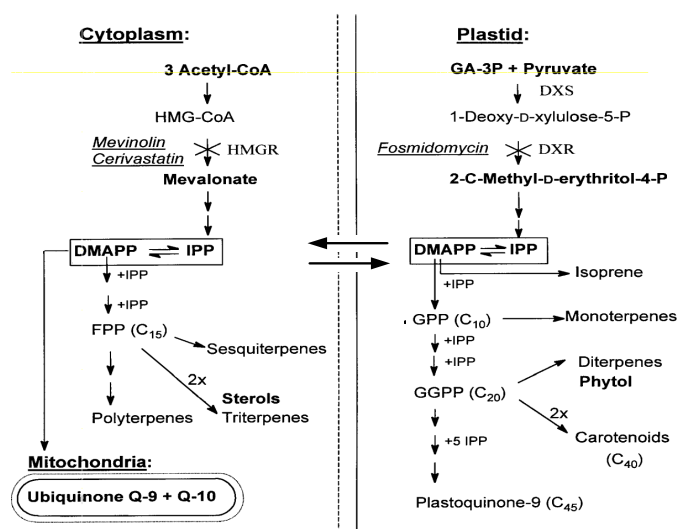 Cytoplasm:
3 Acetyl-CoA
HMG-CoA
Mevinolin
Cerivastatin
HMGR
Mevalonate
DMAPP ⇌ IPP
+IPP
+IPP
FPP (C₁₅)
Sesquiterpenes
2x
Sterols
Triterpenes
Polyterpenes
Mitochondria:
Ubiquinone Q-9 + Q-10
Plastid:
GA-3P + Pyruvate
DXS
1-Deoxy-D-xylulose-5-P
Fosmidomycin
DXR
2-C-Methyl-D-erythritol-4-P
DMAPP ⇌ IPP
+IPP
Isoprene
GPP (C₁₀)
Monoterpenes
+IPP
+IPP
GGPP (C₂₀)
Diterpenes
Phytol
2x
Carotenoids
(C₄₀)
+5 IPP
Plastoquinone-9 (C₄₅)